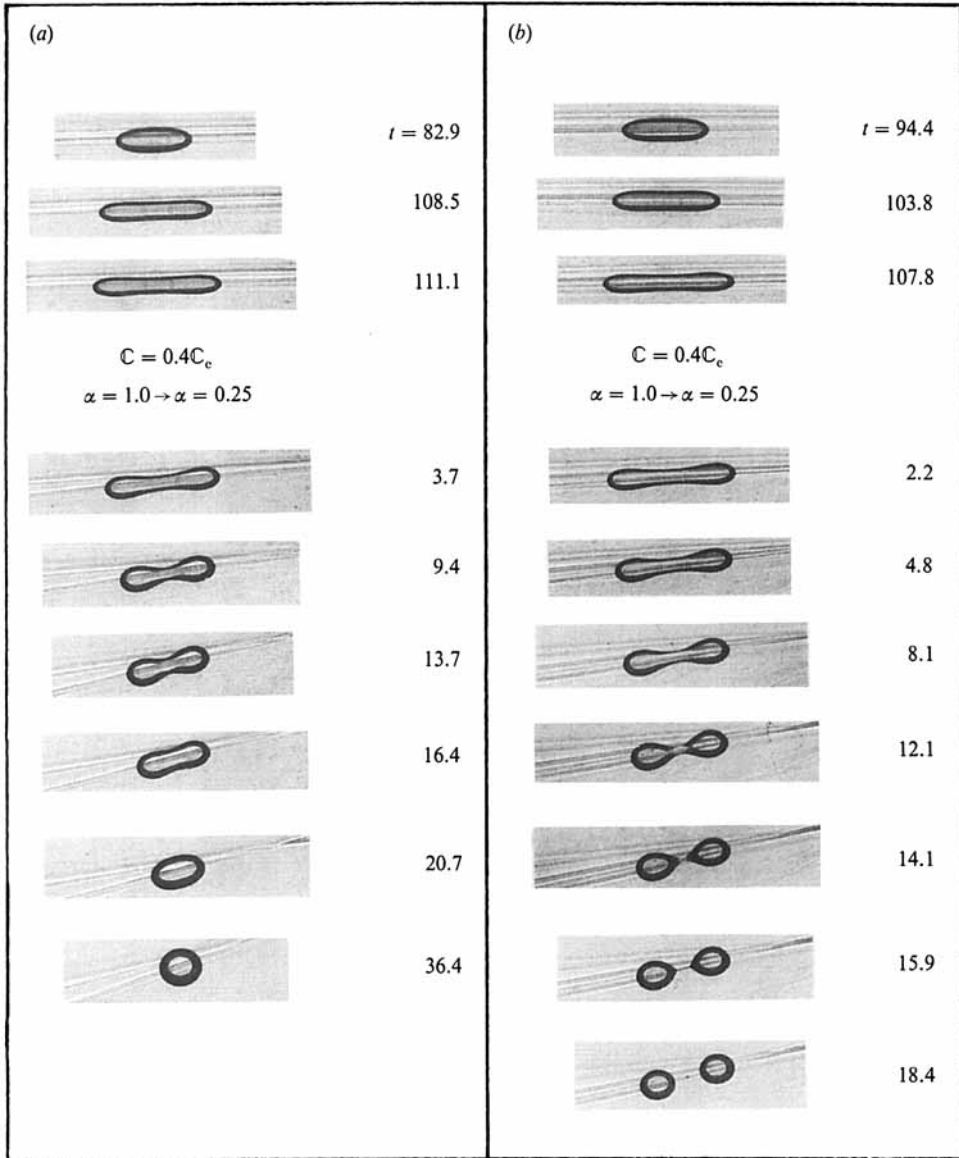 (a)
t = 82.9
108.5
111.1
ℂ = 0.4ℂc
α = 1.0 → α = 0.25
3.7
9.4
13.7
16.4
20.7
36.4
(b)
t = 94.4
103.8
107.8
ℂ = 0.4ℂc
α = 1.0 → α = 0.25
2.2
4.8
8.1
12.1
14.1
15.9
18.4